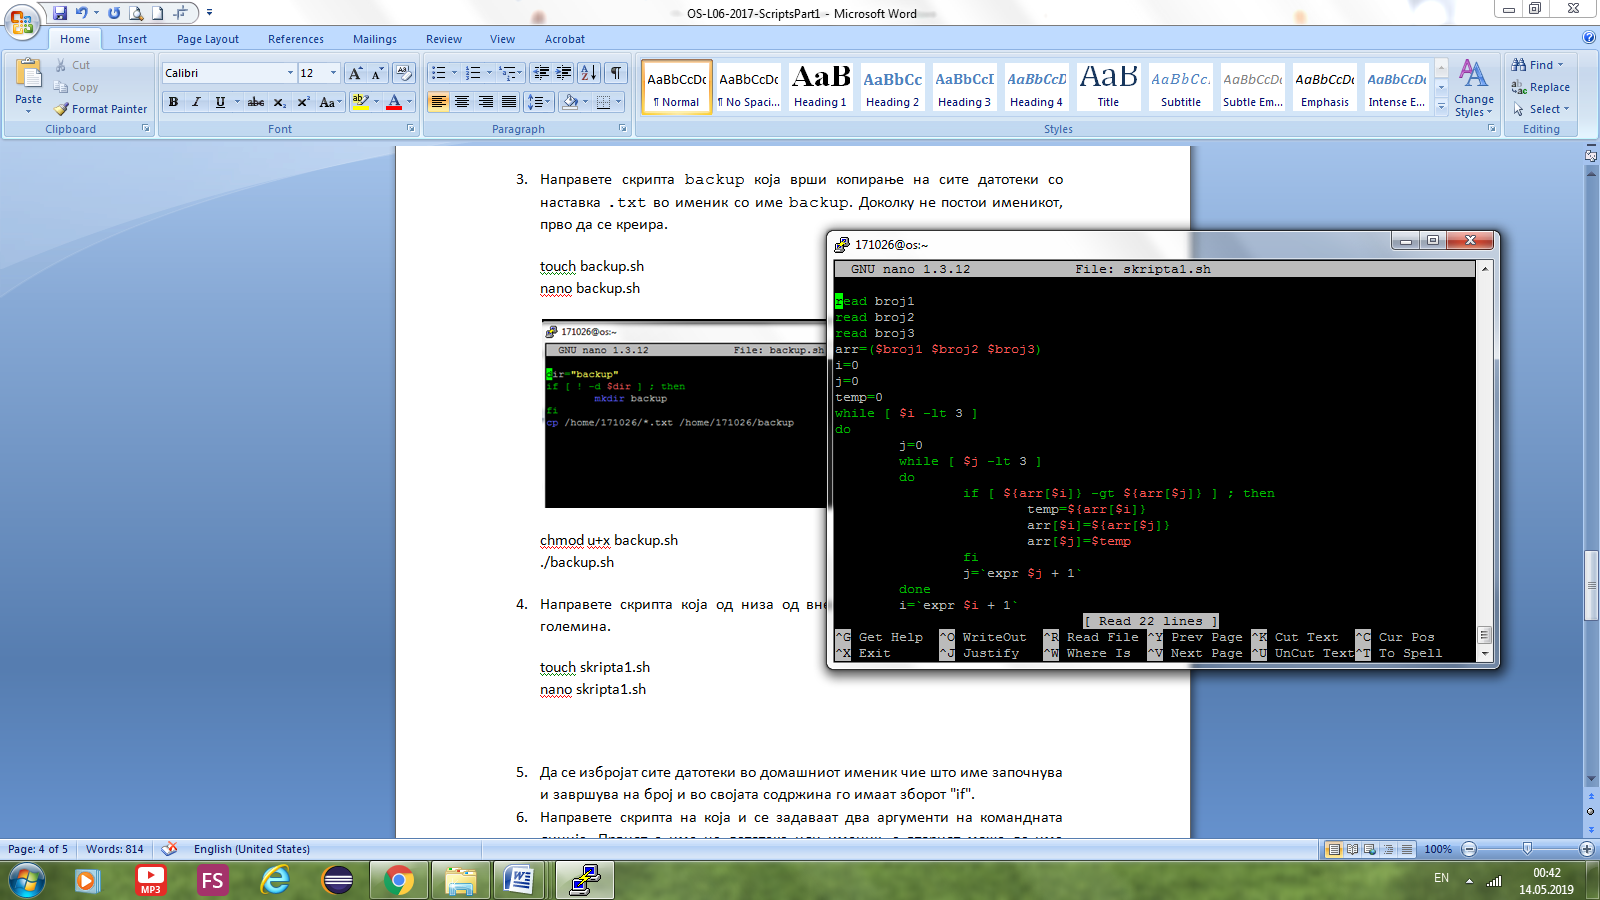 OS-L06-2017-ScriptsPart1 - Microsoft Word
Home Insert Page Layout References Mailings Review View Acrobat
Paste
Cut
Copy
Format Painter
Clipboard
Calibri 12
Font
Paragraph
AaBbCcDc AaBbCcDc AaB AaBbCc AaBbCcI AaBbCcD AaB AaBbCc. AaBbCcDc AaBbCcDc AaBbCcDc
¶ Normal ¶ No Spaci... Heading 1 Heading 2 Heading 3 Heading 4 Title Subtitle Subtle Em... Emphasis Intense E...
Styles
Change Styles
Find
Replace
Select
Editing
3. Направете скрипта backup која врши копирање на сите датотеки со
наставка .txt во именик со име backup. Доколку не постои именикот,
прво да се креира.
touch backup.sh
nano backup.sh
171026@os:~
GNU nano 1.3.12 File: backup.sh
dir="backup"
if [ ! -d $dir ] ; then
mkdir backup
fi
cp /home/171026/*.txt /home/171026/backup
chmod u+x backup.sh
./backup.sh
4. Направете скрипта која од низа од
големина.
touch skripta1.sh
nano skripta1.sh
5. Да се избројат сите датотеки во домашниот именик чие што име започнува
и завршува на број и во својата содржина го имаат зборот "if".
6. Направете скрипта на која и се задаваат два аргументи на командната
171026@os:~
GNU nano 1.3.12 File: skripta1.sh
read broj1
read broj2
read broj3
arr=($broj1 $broj2 $broj3)
i=0
j=0
temp=0
while [ $i -lt 3 ]
do
j=0
while [ $j -lt 3 ]
do
if [ ${arr[$i]} -gt ${arr[$j]} ] ; then
temp=${arr[$i]}
arr[$i]=${arr[$j]}
arr[$j]=$temp
fi
j=`expr $j + 1`
done
i=`expr $i + 1`
[ Read 22 lines ]
^G Get Help ^O WriteOut ^R Read File ^Y Prev Page ^K Cut Text ^C Cur Pos
^X Exit ^J Justify ^W Where Is ^V Next Page ^U UnCut Text ^T To Spell
Page: 4 of 5 Words: 814 English (United States) 100%
MP3
FS
EN
00:42
14.05.2019